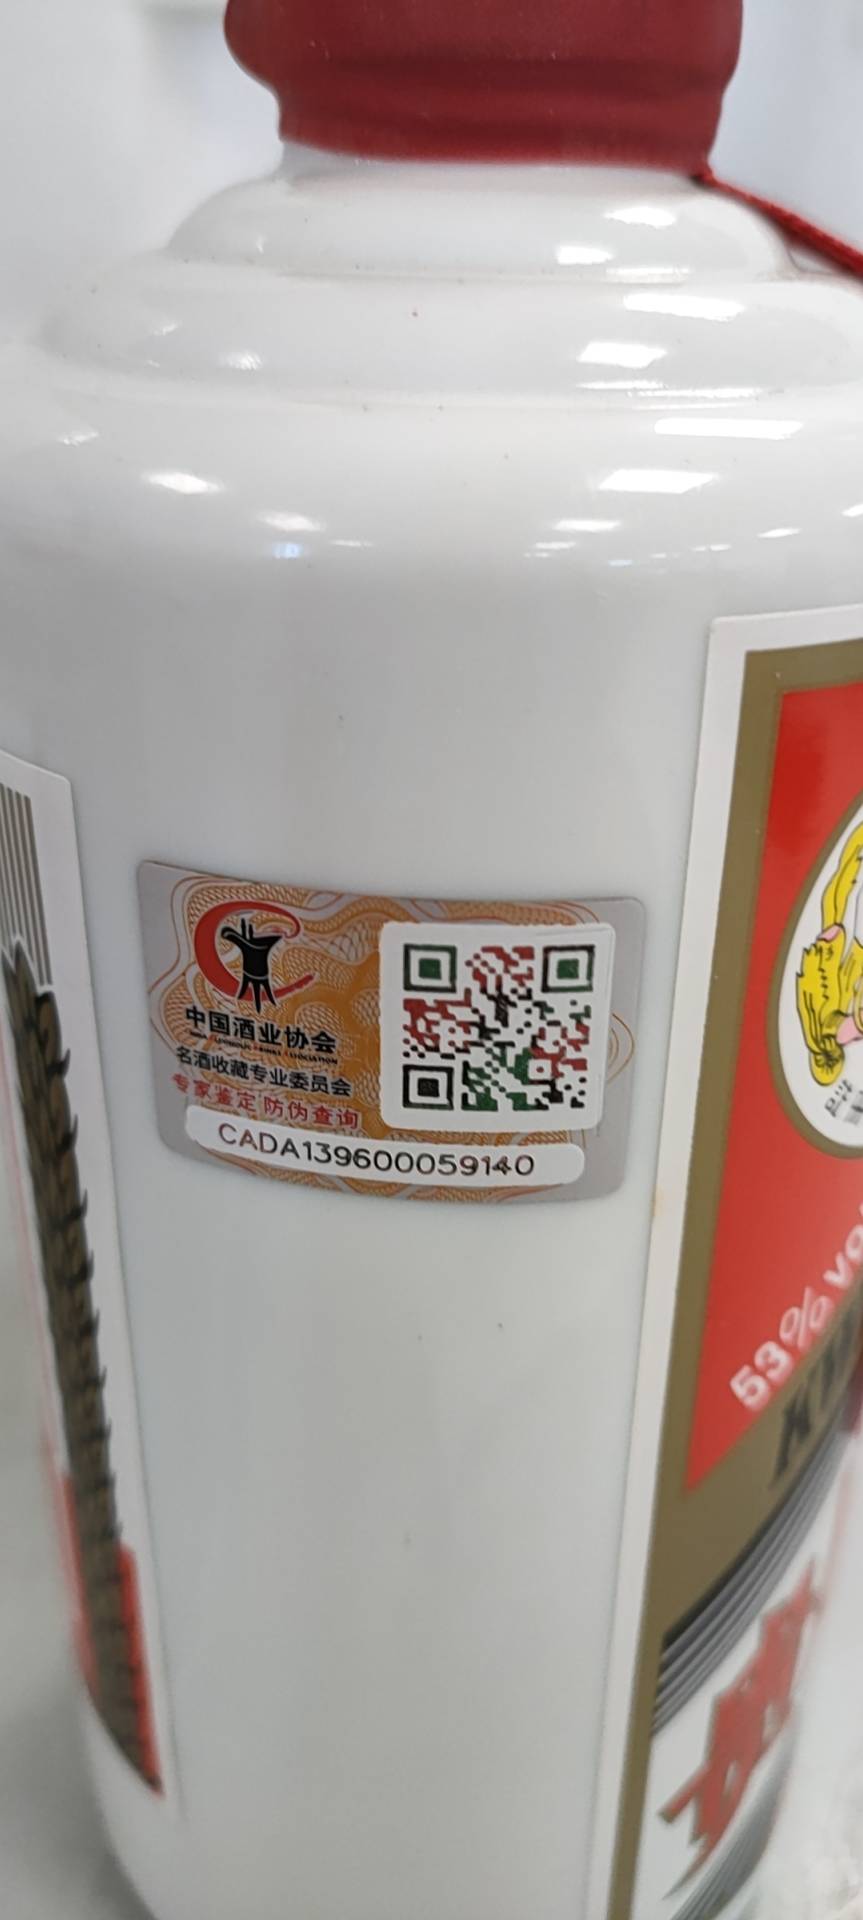 中国酒业协会
名酒收藏专业委员会
专家鉴定 防伪查询
CADA139600059140
53% vo
KW